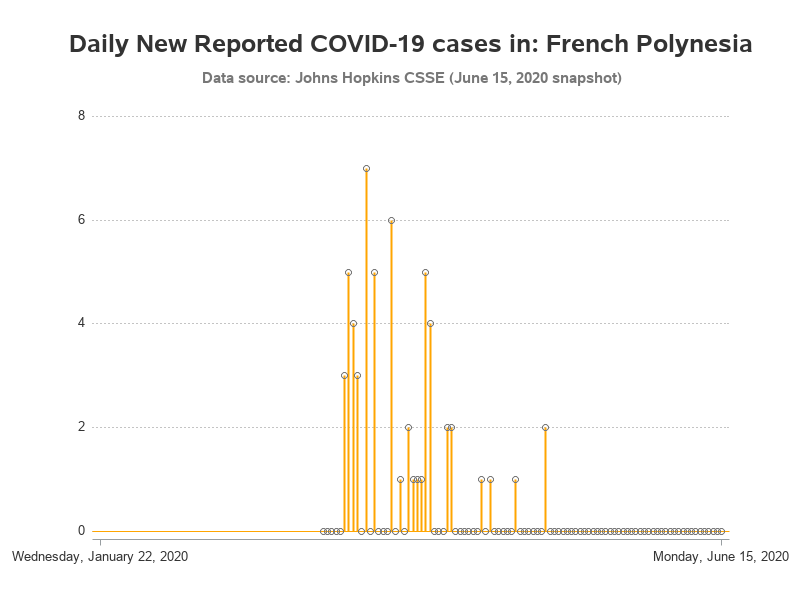 Daily New Reported COVID-19 cases in: French Polynesia
Data source: Johns Hopkins CSSE (June 15, 2020 snapshot)
8
6
4
2
0
Wednesday, January 22, 2020 Monday, June 15, 2020